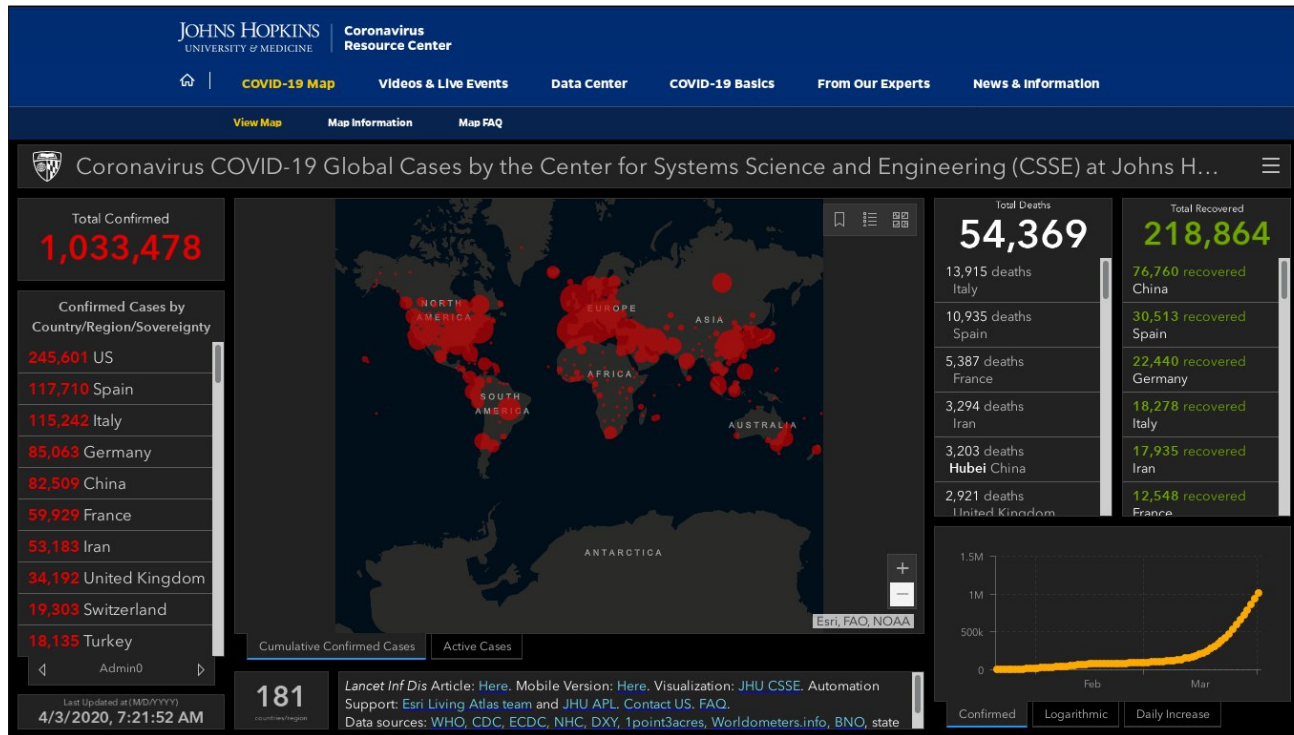 JOHNS HOPKINS
UNIVERSITY & MEDICINE
Coronavirus
Resource Center
COVID-19 Map
Videos & Live Events
Data Center
COVID-19 Basics
From Our Experts
News & Information
View Map
Map Information
Map FAQ
Coronavirus COVID-19 Global Cases by the Center for Systems Science and Engineering (CSSE) at Johns H...
Total Confirmed
1,033,478
Confirmed Cases by
Country/Region/Sovereignty
245,601 US
117,710 Spain
115,242 Italy
85,063 Germany
82,509 China
59,929 France
53,183 Iran
34,192 United Kingdom
19,303 Switzerland
18,135 Turkey
Admin0
Last Updated at (M/D/YYYY)
4/3/2020, 7:21:52 AM
NORTH
AMERICA
EUROPE
ASIA
AFRICA
SOUTH
AMERICA
AUSTRALIA
ANTARCTICA
+
−
Esri, FAO, NOAA
Cumulative Confirmed Cases
Active Cases
181
countries/region
Lancet Inf Dis Article: Here. Mobile Version: Here. Visualization: JHU CSSE. Automation
Support: Esri Living Atlas team and JHU APL. Contact US. FAQ.
Data sources: WHO, CDC, ECDC, NHC, DXY, 1point3acres, Worldometers.info, BNO, state
Total Deaths
54,369
13,915 deaths
Italy
10,935 deaths
Spain
5,387 deaths
France
3,294 deaths
Iran
3,203 deaths
Hubei China
2,921 deaths
United Kingdom
Total Recovered
218,864
76,760 recovered
China
30,513 recovered
Spain
22,440 recovered
Germany
18,278 recovered
Italy
17,935 recovered
Iran
12,548 recovered
France
1.5M
1M
500k
0
Feb
Mar
Confirmed
Logarithmic
Daily Increase